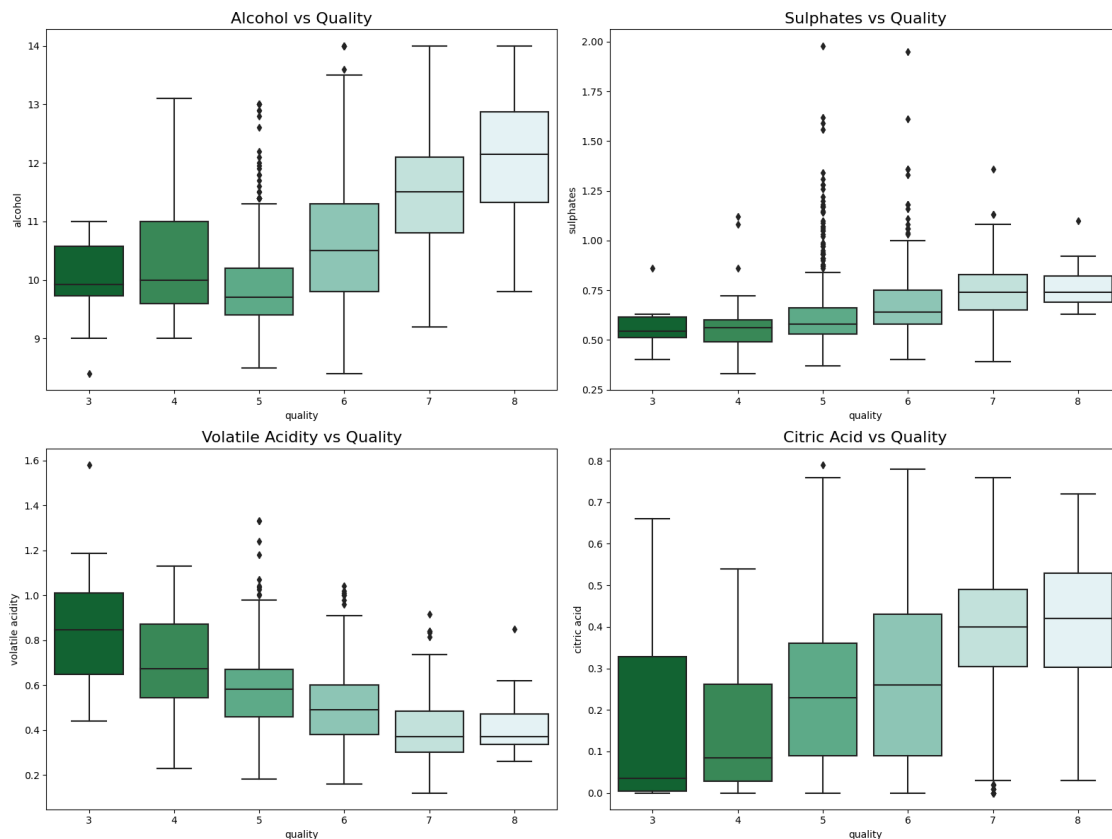 Alcohol vs Quality
14
13
12
11
10
9
alcohol
3 4 5 6 7 8
quality
Sulphates vs Quality
2.00
1.75
1.50
1.25
1.00
0.75
0.50
0.25
sulphates
3 4 5 6 7 8
quality
Volatile Acidity vs Quality
1.6
1.4
1.2
1.0
0.8
0.6
0.4
0.2
volatile acidity
3 4 5 6 7 8
quality
Citric Acid vs Quality
0.8
0.7
0.6
0.5
0.4
0.3
0.2
0.1
0.0
citric acid
3 4 5 6 7 8
quality